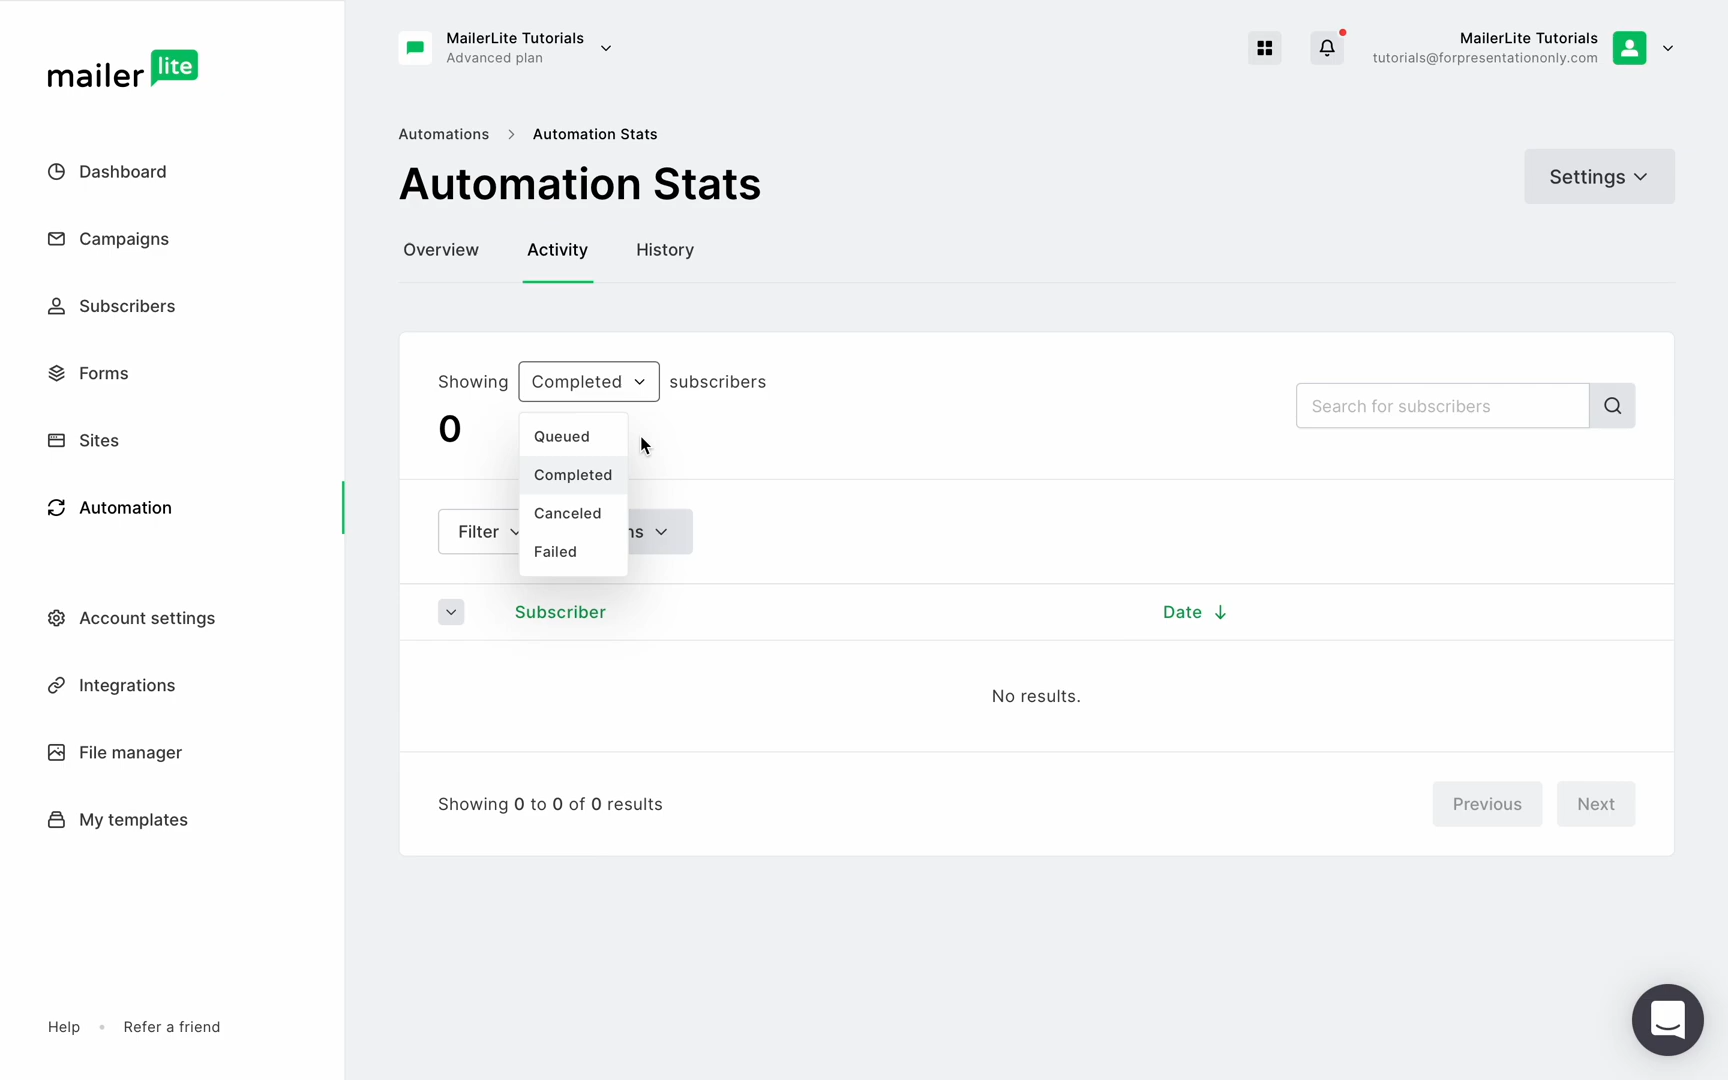 mailer lite
MailerLite Tutorials
Advanced plan
MailerLite Tutorials
tutorials@forpresentationonly.com
Dashboard
Campaigns
Subscribers
Forms
Sites
Automation
Account settings
Integrations
File manager
My templates
Help • Refer a friend
Automations > Automation Stats
Automation Stats
Settings
Overview Activity History
Showing Completed subscribers
0
Search for subscribers
Queued
Completed
Canceled
Failed
Filter ns
Subscriber Date ↓
No results.
Showing 0 to 0 of 0 results
Previous Next